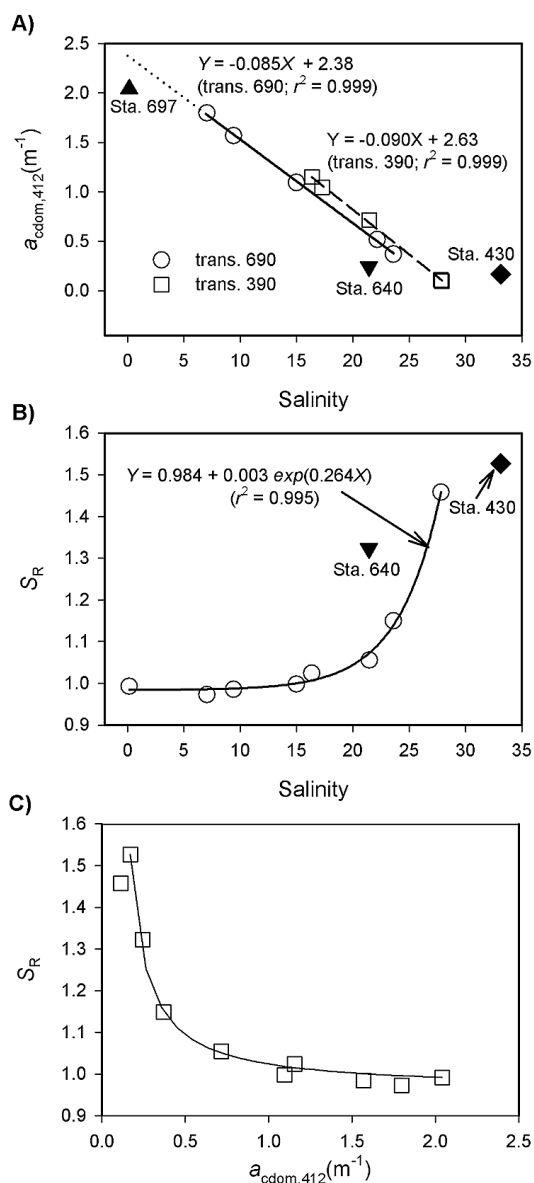 A)
Y = -0.085X + 2.38
(trans. 690; r² = 0.999)
Sta. 697
Y = -0.090X + 2.63
(trans. 390; r² = 0.999)
trans. 690
trans. 390
Sta. 640
Sta. 430
a_cdom,412(m⁻¹)
2.5
2.0
1.5
1.0
0.5
0.0
0 5 10 15 20 25 30 35
Salinity
B)
Y = 0.984 + 0.003 exp(0.264X)
(r² = 0.995)
Sta. 430
Sta. 640
S_R
1.6
1.5
1.4
1.3
1.2
1.1
1.0
0.9
0 5 10 15 20 25 30 35
Salinity
C)
S_R
1.6
1.5
1.4
1.3
1.2
1.1
1.0
0.9
0.0 0.5 1.0 1.5 2.0 2.5
a_cdom,412(m⁻¹)